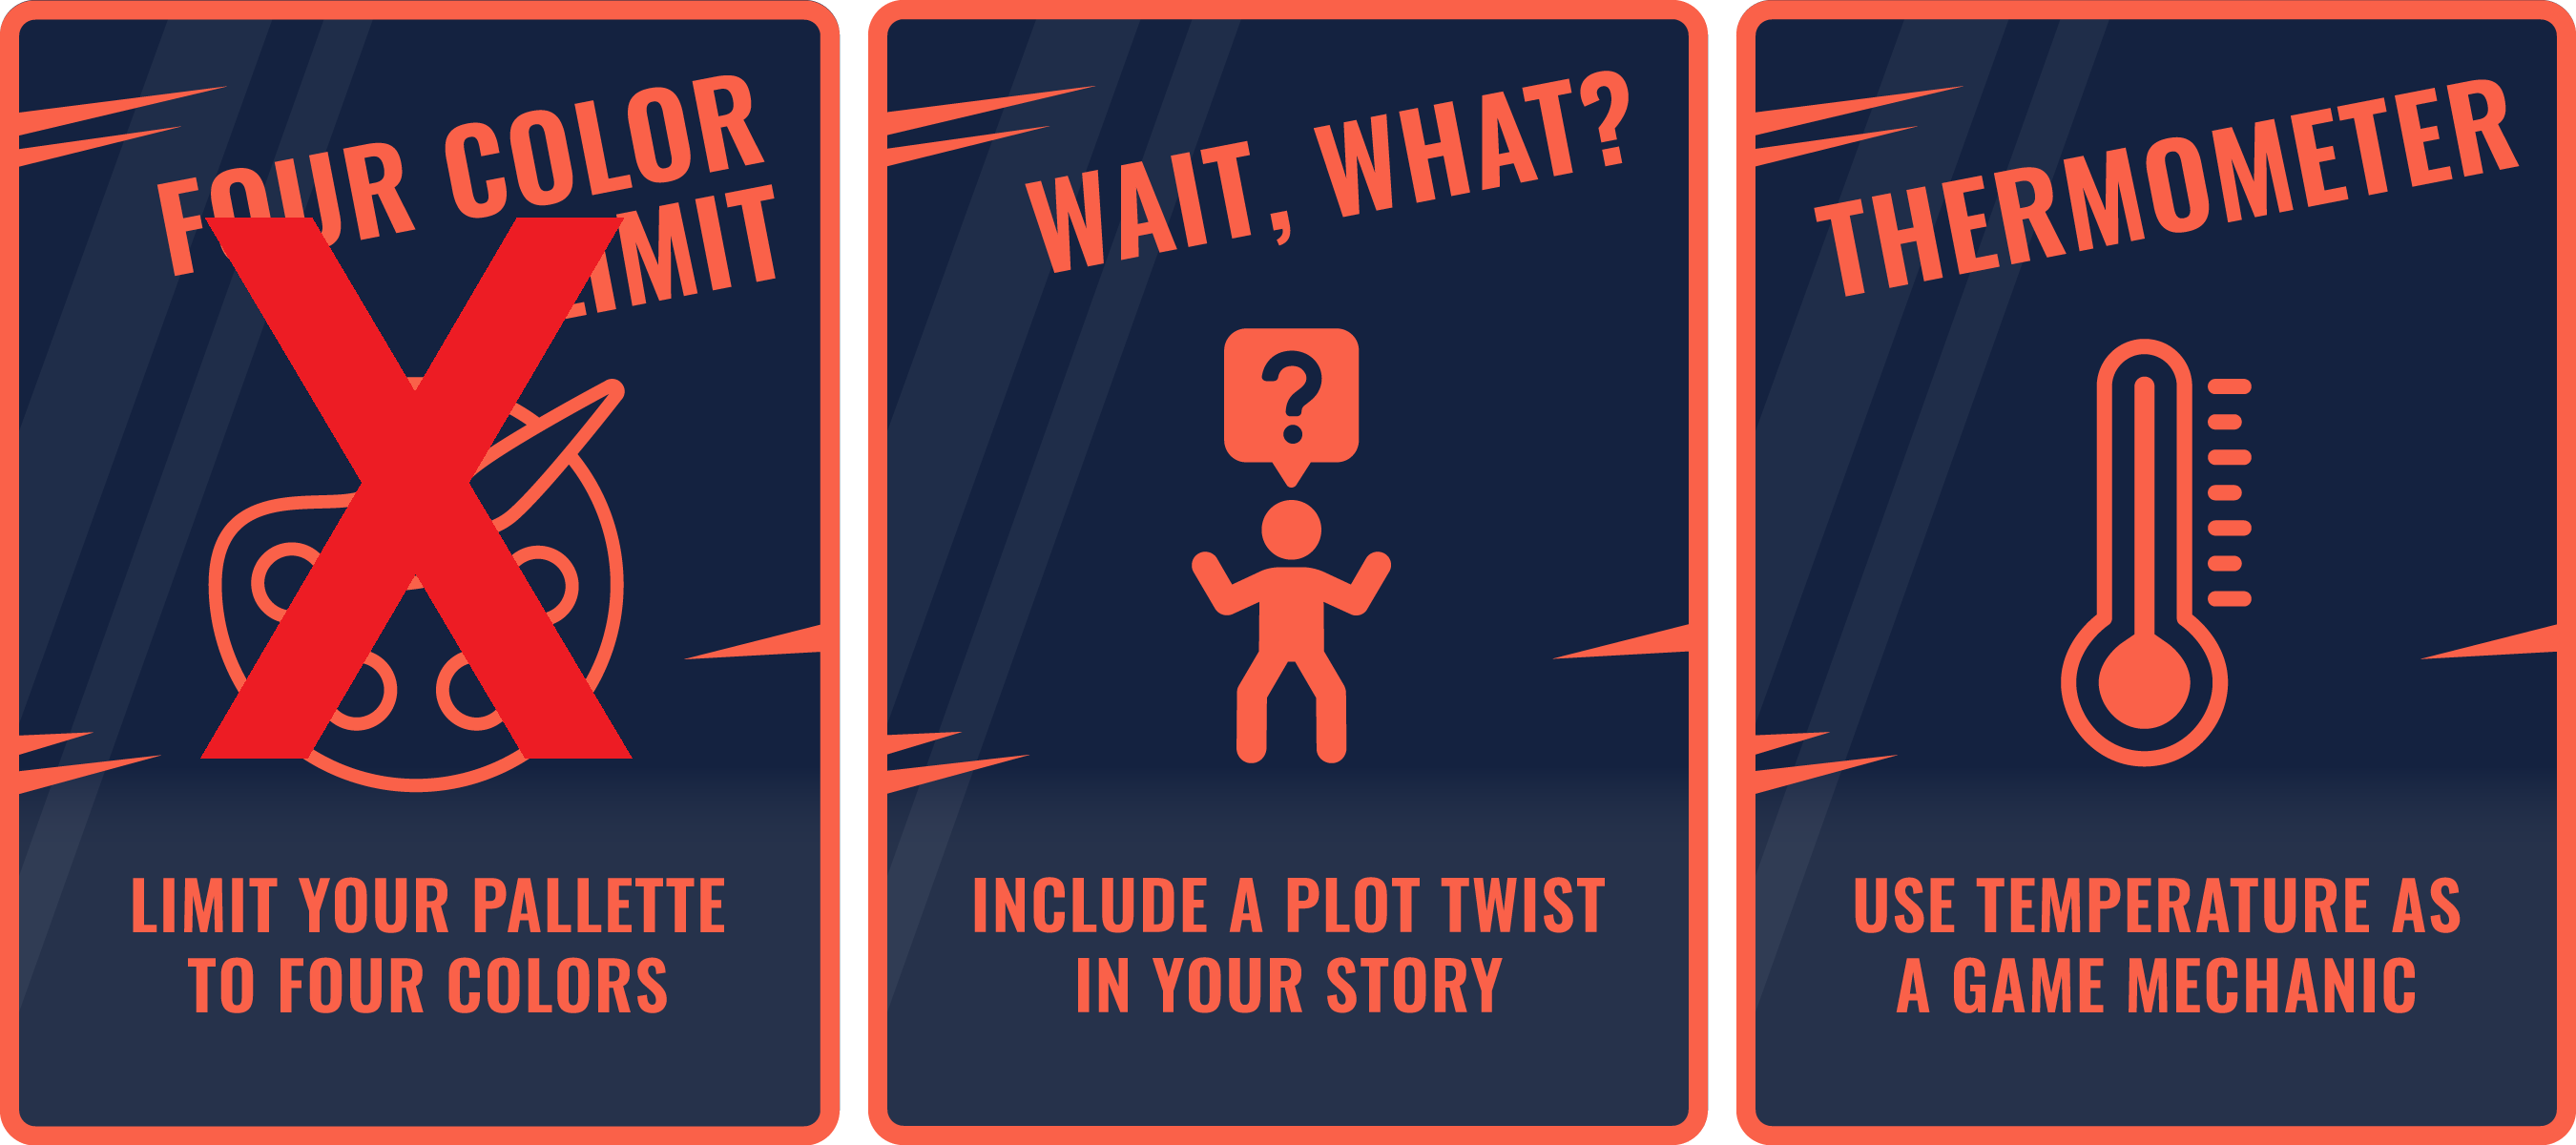 FOUR COLOR
LIMIT
X
LIMIT YOUR PALLETTE
TO FOUR COLORS
WAIT, WHAT?
?
INCLUDE A PLOT TWIST
IN YOUR STORY
THERMOMETER
USE TEMPERATURE AS
A GAME MECHANIC